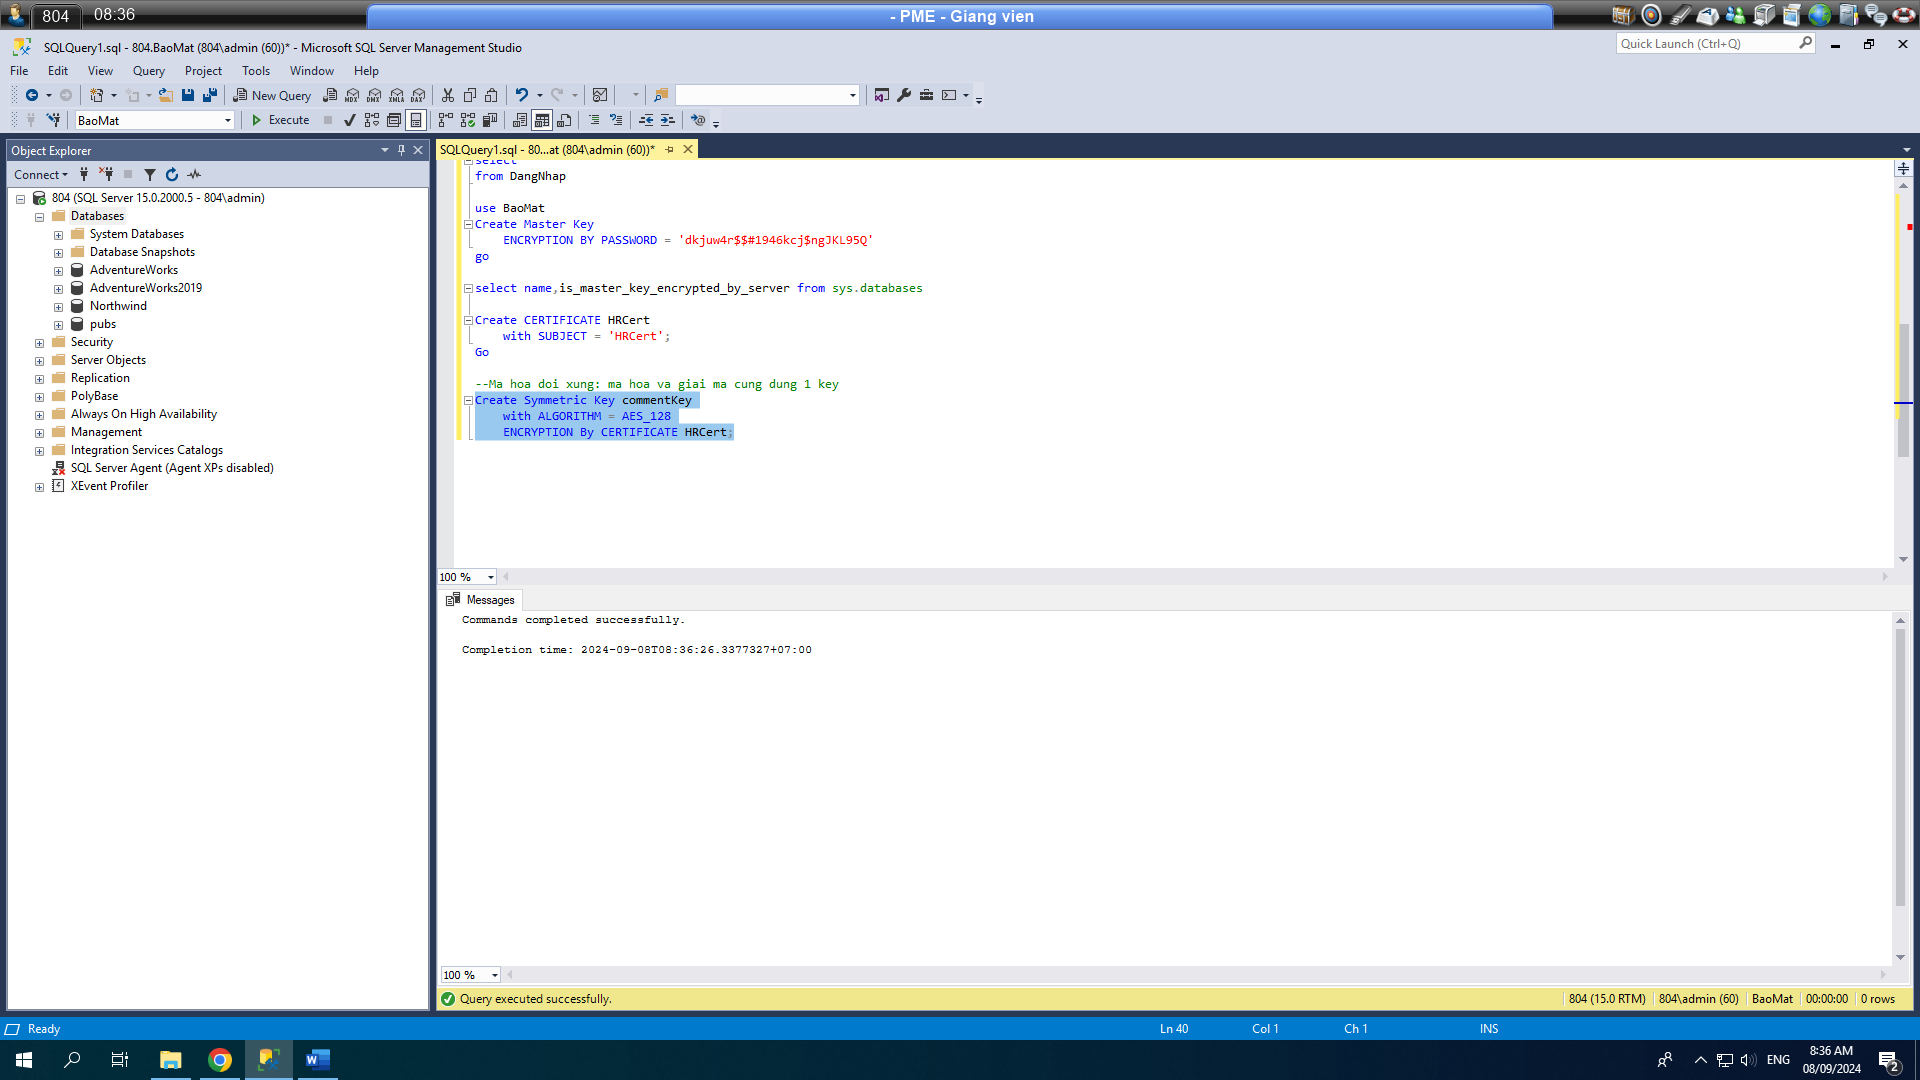 804 08:36 - PME - Giang vien
SQLQuery1.sql - 804.BaoMat (804\admin (60))* - Microsoft SQL Server Management Studio
Quick Launch (Ctrl+Q)
File Edit View Query Project Tools Window Help
New Query MDX DMX XMLA DAX
BaoMat Execute
Object Explorer
SQLQuery1.sql - 80...at (804\admin (60))*
Connect
804 (SQL Server 15.0.2000.5 - 804\admin)
Databases
System Databases
Database Snapshots
AdventureWorks
AdventureWorks2019
Northwind
pubs
Security
Server Objects
Replication
PolyBase
Always On High Availability
Management
Integration Services Catalogs
SQL Server Agent (Agent XPs disabled)
XEvent Profiler
select
from DangNhap
use BaoMat
Create Master Key
ENCRYPTION BY PASSWORD = 'dkjuw4r$$#1946kcj$ngJKL95Q'
go
select name,is_master_key_encrypted_by_server from sys.databases
Create CERTIFICATE HRCert
with SUBJECT = 'HRCert';
Go
--Ma hoa doi xung: ma hoa va giai ma cung dung 1 key
Create Symmetric Key commentKey
with ALGORITHM = AES_128
ENCRYPTION By CERTIFICATE HRCert;
100 %
Messages
Commands completed successfully.
Completion time: 2024-09-08T08:36:26.3377327+07:00
100 %
Query executed successfully. 804 (15.0 RTM) 804\admin (60) BaoMat 00:00:00 0 rows
Ready Ln 40 Col 1 Ch 1 INS
ENG 8:36 AM
08/09/2024
2